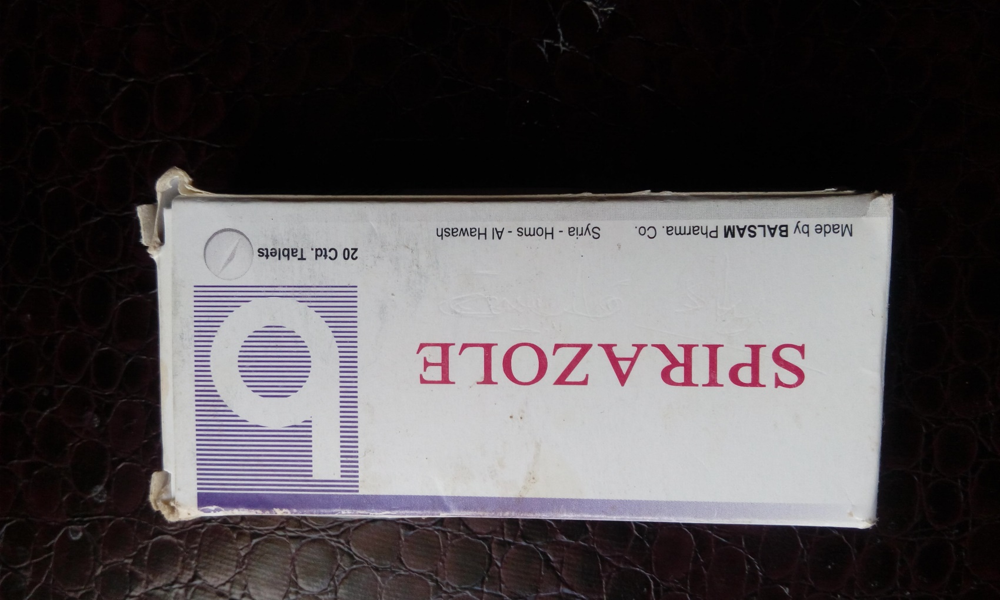 SPIRAZOLE
20 Ctd. Tablets
Made by BALSAM Pharma. Co. Syria - Homs - Al Hawash